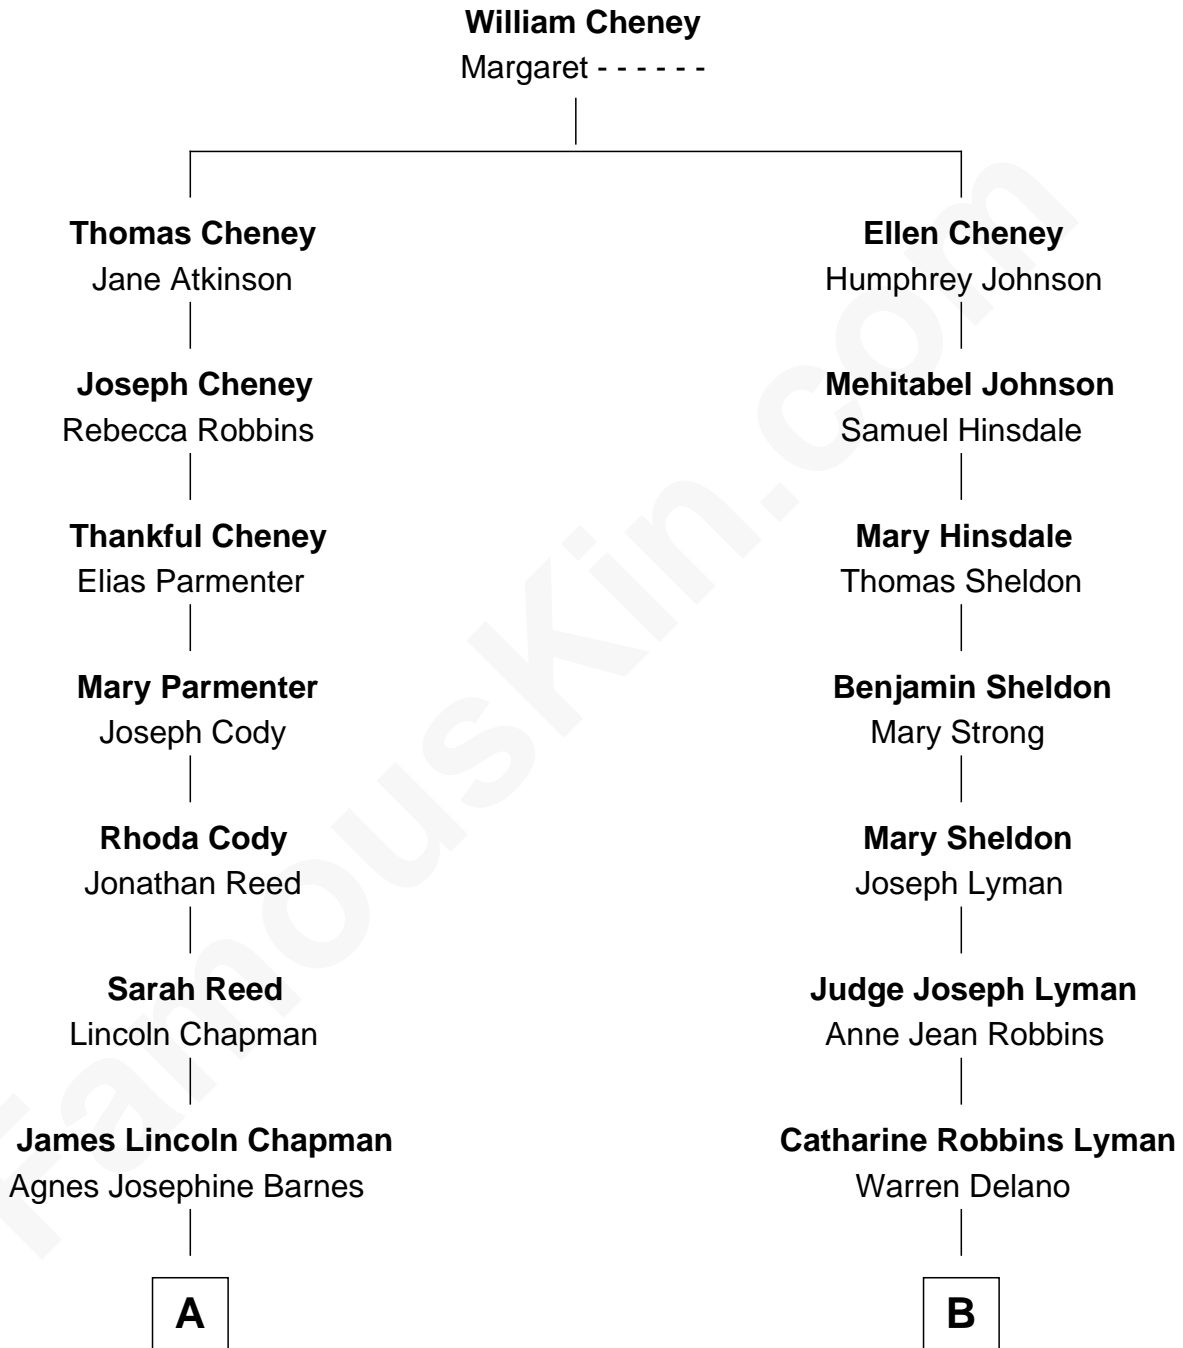 William Cheney
Margaret - - - - - -
Thomas Cheney
Jane Atkinson
Ellen Cheney
Humphrey Johnson
Joseph Cheney
Rebecca Robbins
Mehitabel Johnson
Samuel Hinsdale
Thankful Cheney
Elias Parmenter
Mary Hinsdale
Thomas Sheldon
Mary Parmenter
Joseph Cody
Benjamin Sheldon
Mary Strong
Rhoda Cody
Jonathan Reed
Mary Sheldon
Joseph Lyman
Sarah Reed
Lincoln Chapman
Judge Joseph Lyman
Anne Jean Robbins
James Lincoln Chapman
Agnes Josephine Barnes
Catharine Robbins Lyman
Warren Delano
A
B
FamousKin.com